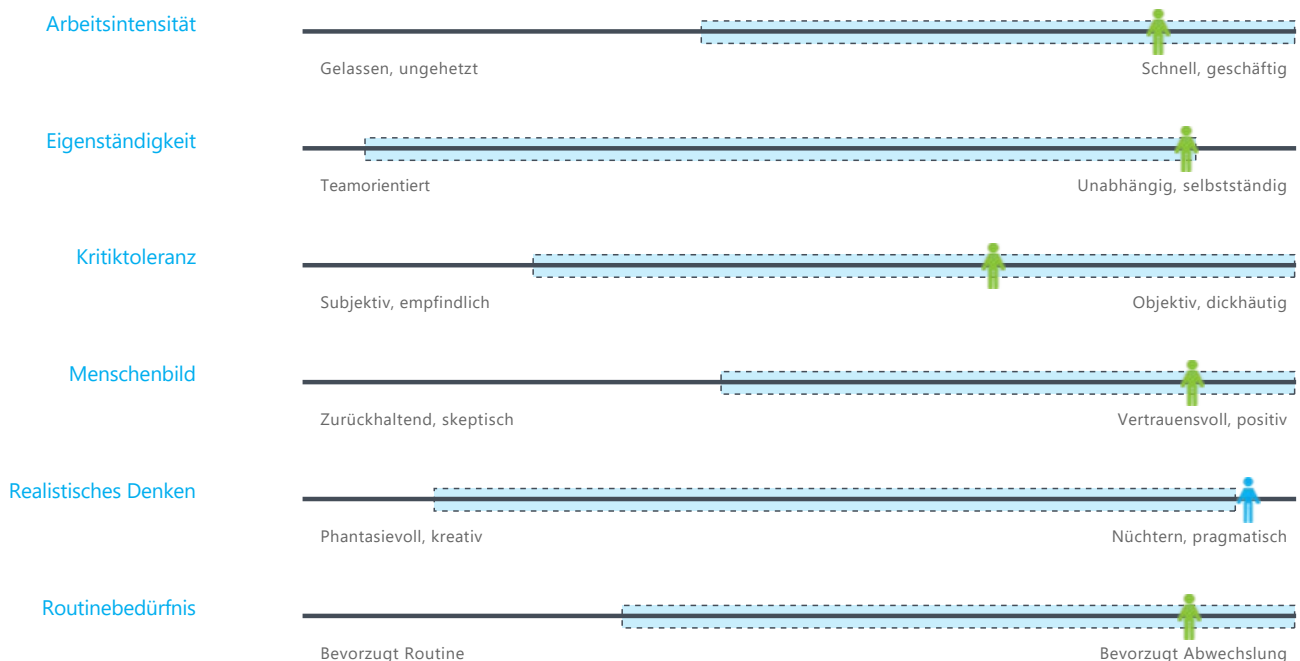 Arbeitsintensität
Gelassen, ungehetzt Schnell, geschäftig
Eigenständigkeit
Teamorientiert Unabhängig, selbstständig
Kritiktoleranz
Subjektiv, empfindlich Objektiv, dickhäutig
Menschenbild
Zurückhaltend, skeptisch Vertrauensvoll, positiv
Realistisches Denken
Phantasievoll, kreativ Nüchtern, pragmatisch
Routinebedürfnis
Bevorzugt Routine Bevorzugt Abwechslung